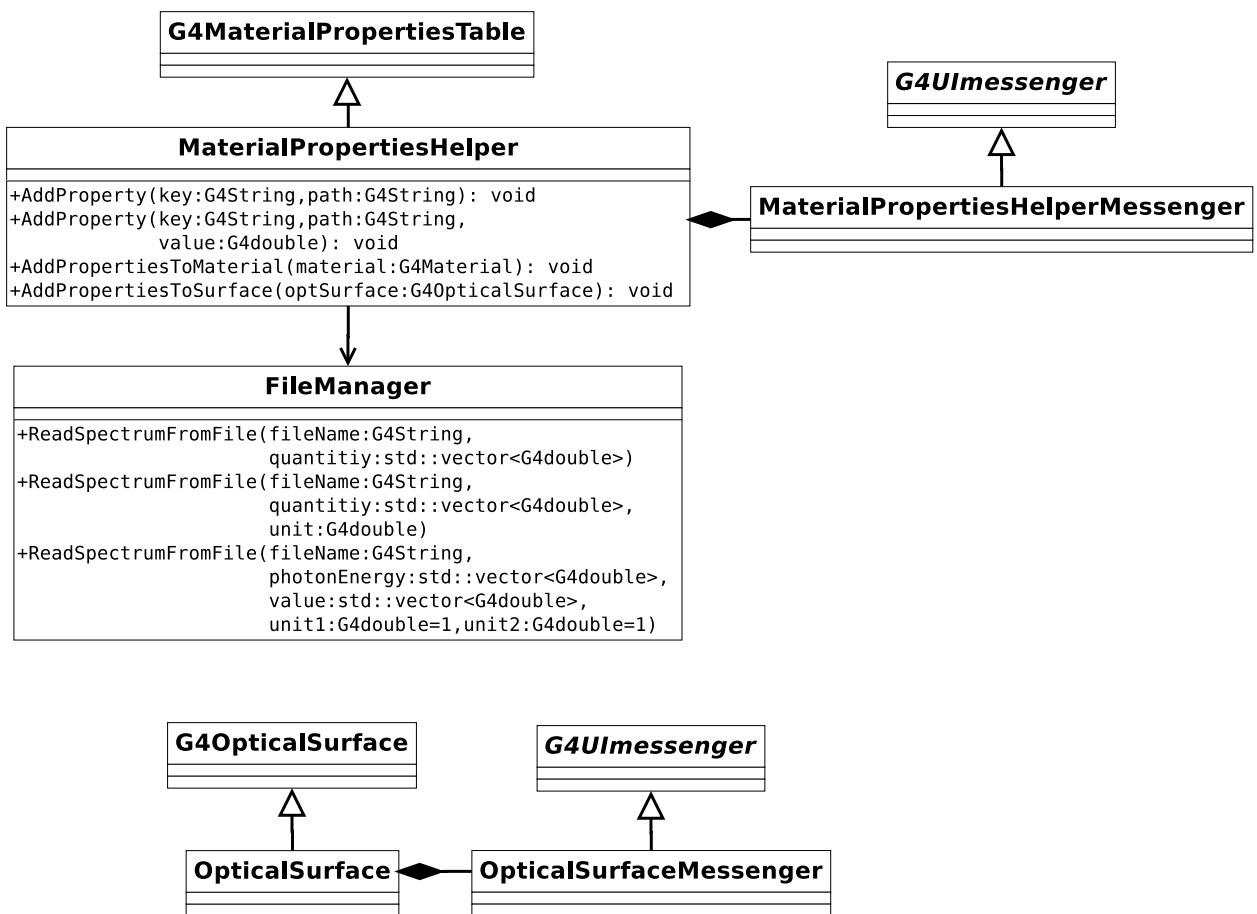 G4MaterialPropertiesTable
G4UImessenger
MaterialPropertiesHelper
+AddProperty(key:G4String,path:G4String): void
+AddProperty(key:G4String,path:G4String,
value:G4double): void
+AddPropertiesToMaterial(material:G4Material): void
+AddPropertiesToSurface(optSurface:G4OpticalSurface): void
MaterialPropertiesHelperMessenger
FileManager
+ReadSpectrumFromFile(fileName:G4String,
quantitiy:std::vector<G4double>)
+ReadSpectrumFromFile(fileName:G4String,
quantitiy:std::vector<G4double>,
unit:G4double)
+ReadSpectrumFromFile(fileName:G4String,
photonEnergy:std::vector<G4double>,
value:std::vector<G4double>,
unit1:G4double=1,unit2:G4double=1)
G4OpticalSurface
G4UImessenger
OpticalSurface
OpticalSurfaceMessenger